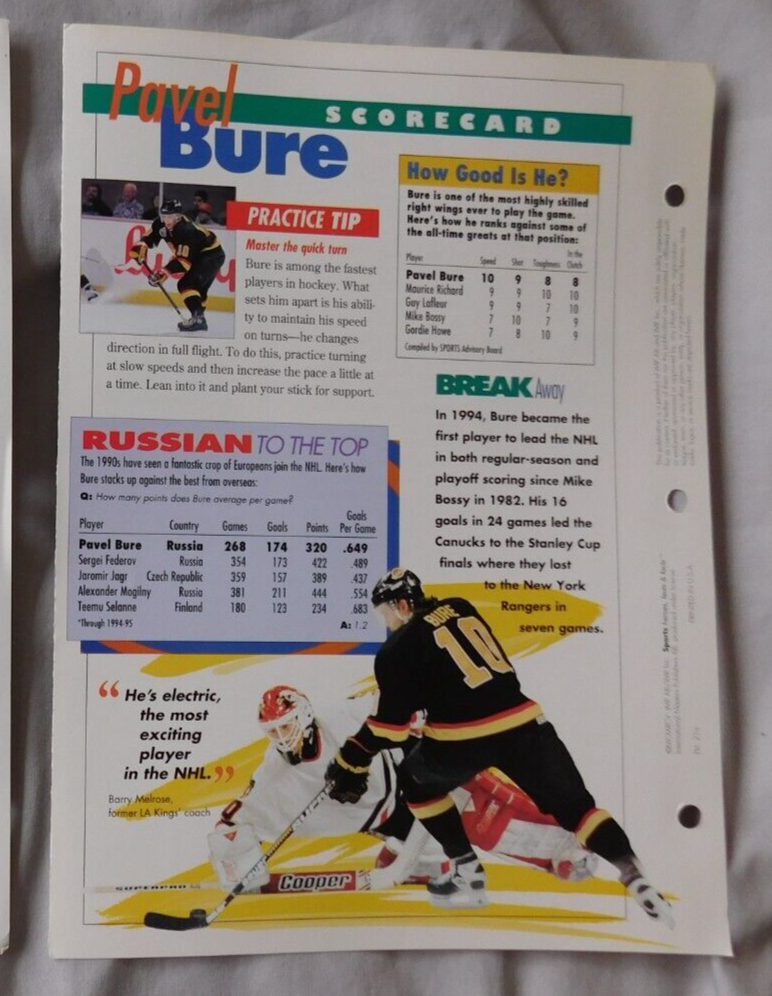 Pavel
Bure
SCORECARD
PRACTICE TIP
Master the quick turn
Bure is among the fastest
players in hockey. What
sets him apart is his abili-
ty to maintain his speed
on turns—he changes
direction in full flight. To do this, practice turning
at slow speeds and then increase the pace a little at
a time. Lean into it and plant your stick for support.
How Good Is He?
Bure is one of the most highly skilled
right wings ever to play the game.
Here's how he ranks against some of
the all-time greats at that position:
Player Speed Shot Toughness In the Clutch
Pavel Bure 10 9 8 8
Maurice Richard 9 9 10 10
Guy Lafleur 9 9 7 10
Mike Bossy 7 10 7 9
Gordie Howe 7 8 10 9
Compiled by SPORTS Advisory Board
BREAK Away
In 1994, Bure became the
first player to lead the NHL
in both regular-season and
playoff scoring since Mike
Bossy in 1982. His 16
goals in 24 games led the
Canucks to the Stanley Cup
finals where they lost
to the New York
Rangers in
seven games.
RUSSIAN TO THE TOP
The 1990s have seen a fantastic crop of Europeans join the NHL. Here's how
Bure stacks up against the best from overseas:
Q: How many points does Bure average per game?
Player Country Games Goals Points Goals Per Game
Pavel Bure Russia 268 174 320 .649
Sergei Federov Russia 354 173 422 .489
Jaromir Jagr Czech Republic 359 157 389 .437
Alexander Mogilny Russia 381 211 444 .554
Teemu Selanne Finland 180 123 234 .683
*Through 1994-95
A: 1.2
BURE
10
10
“He's electric,
the most
exciting
player
in the NHL.”
Barry Melrose,
former LA Kings' coach
Cooper
PRINTED IN U.S.A.